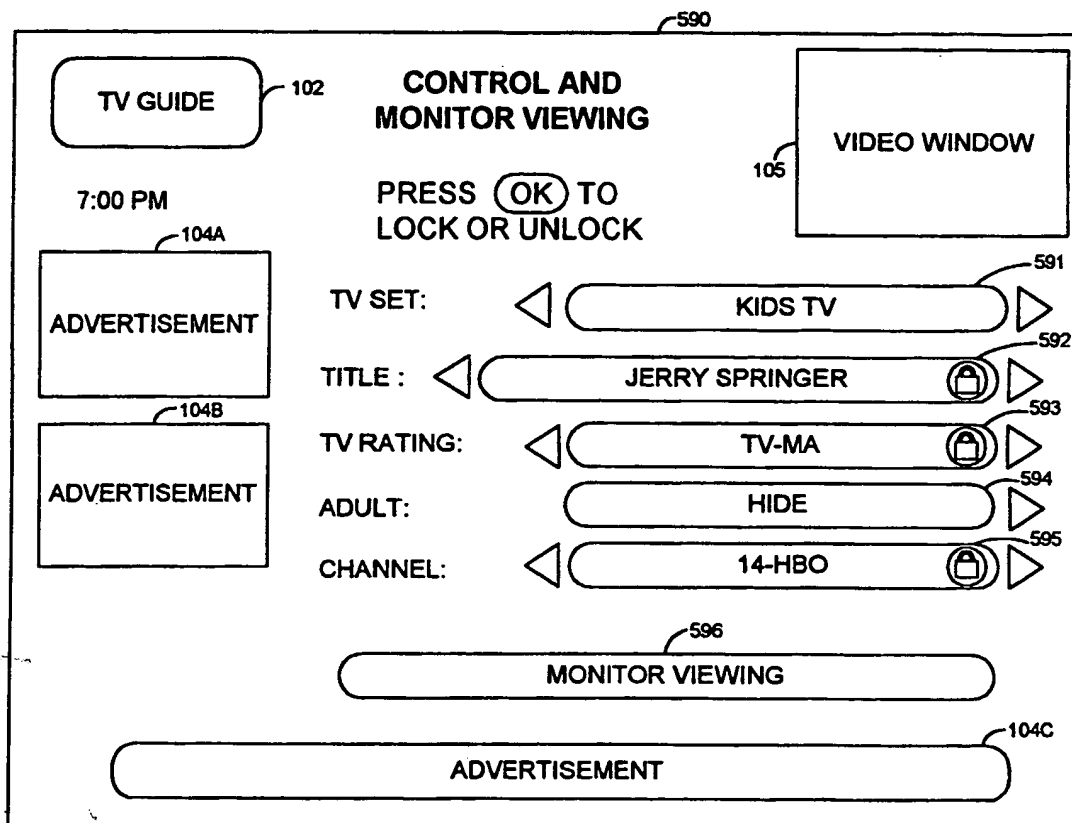 590
TV GUIDE
102
CONTROL AND
MONITOR VIEWING
VIDEO WINDOW
105
7:00 PM
PRESS OK TO
LOCK OR UNLOCK
104A
ADVERTISEMENT
104B
ADVERTISEMENT
591
TV SET:
KIDS TV
592
TITLE :
JERRY SPRINGER
593
TV RATING:
TV-MA
594
ADULT:
HIDE
595
CHANNEL:
14-HBO
596
MONITOR VIEWING
104C
ADVERTISEMENT